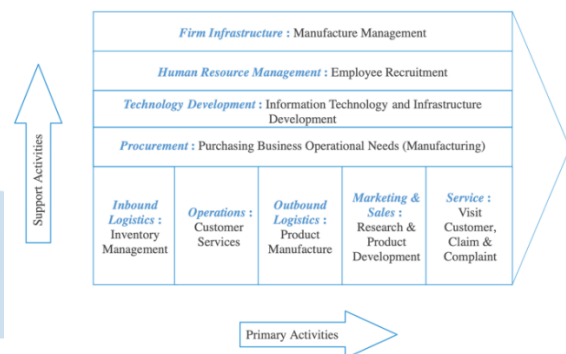 Firm Infrastructure : Manufacture Management
Human Resource Management : Employee Recruitment
Technology Development : Information Technology and Infrastructure
Development
Procurement : Purchasing Business Operational Needs (Manufacturing)
Support Activities
Inbound
Logistics :
Inventory
Management
Operations :
Customer
Services
Outbound
Logistics :
Product
Manufacture
Marketing &
Sales :
Research &
Product
Development
Service :
Visit
Customer,
Claim &
Complaint
Primary Activities